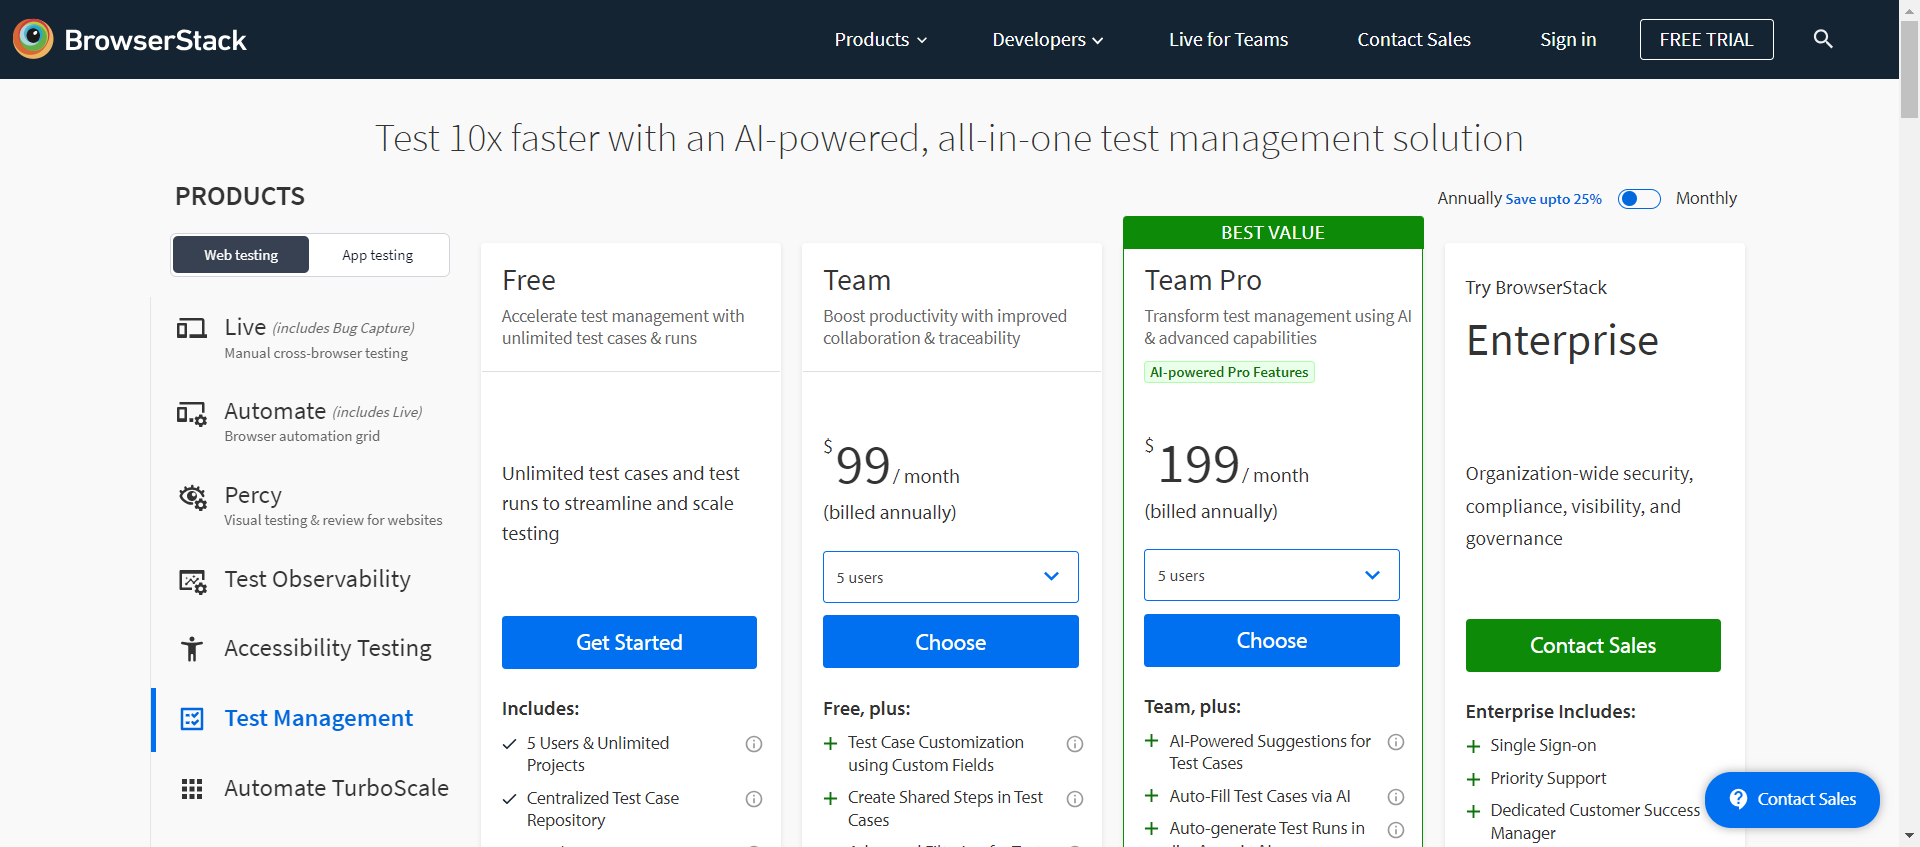 BrowserStack
Products
Developers
Live for Teams
Contact Sales
Sign in
FREE TRIAL
Test 10x faster with an AI-powered, all-in-one test management solution
PRODUCTS
Annually Save upto 25%
Monthly
Web testing
App testing
Live (includes Bug Capture)
Manual cross-browser testing
Automate (includes Live)
Browser automation grid
Percy
Visual testing & review for websites
Test Observability
Accessibility Testing
Test Management
Automate TurboScale
Free
Accelerate test management with
unlimited test cases & runs
Unlimited test cases and test
runs to streamline and scale
testing
Get Started
Includes:
5 Users & Unlimited
Projects
Centralized Test Case
Repository
Team
Boost productivity with improved
collaboration & traceability
$99/ month
(billed annually)
5 users
Choose
Free, plus:
Test Case Customization
using Custom Fields
Create Shared Steps in Test
Cases
BEST VALUE
Team Pro
Transform test management using AI
& advanced capabilities
AI-powered Pro Features
$199/ month
(billed annually)
5 users
Choose
Team, plus:
AI-Powered Suggestions for
Test Cases
Auto-Fill Test Cases via AI
Auto-generate Test Runs in
Try BrowserStack
Enterprise
Organization-wide security,
compliance, visibility, and
governance
Contact Sales
Enterprise Includes:
Single Sign-on
Priority Support
Dedicated Customer Success
Manager
Contact Sales